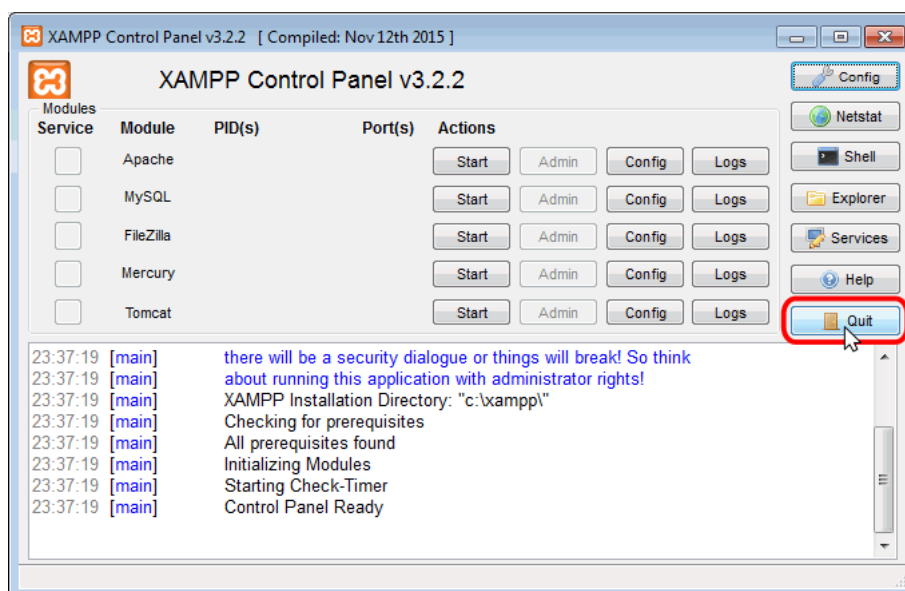 XAMPP Control Panel v3.2.2 [ Compiled: Nov 12th 2015 ]
XAMPP Control Panel v3.2.2
Config
Modules
Service Module PID(s) Port(s) Actions
Netstat
Apache Start Admin Config Logs
Shell
MySQL Start Admin Config Logs
Explorer
FileZilla Start Admin Config Logs
Services
Mercury Start Admin Config Logs
Help
Tomcat Start Admin Config Logs
Quit
23:37:19 [main] there will be a security dialogue or things will break! So think
23:37:19 [main] about running this application with administrator rights!
23:37:19 [main] XAMPP Installation Directory: "c:\xampp\"
23:37:19 [main] Checking for prerequisites
23:37:19 [main] All prerequisites found
23:37:19 [main] Initializing Modules
23:37:19 [main] Starting Check-Timer
23:37:19 [main] Control Panel Ready